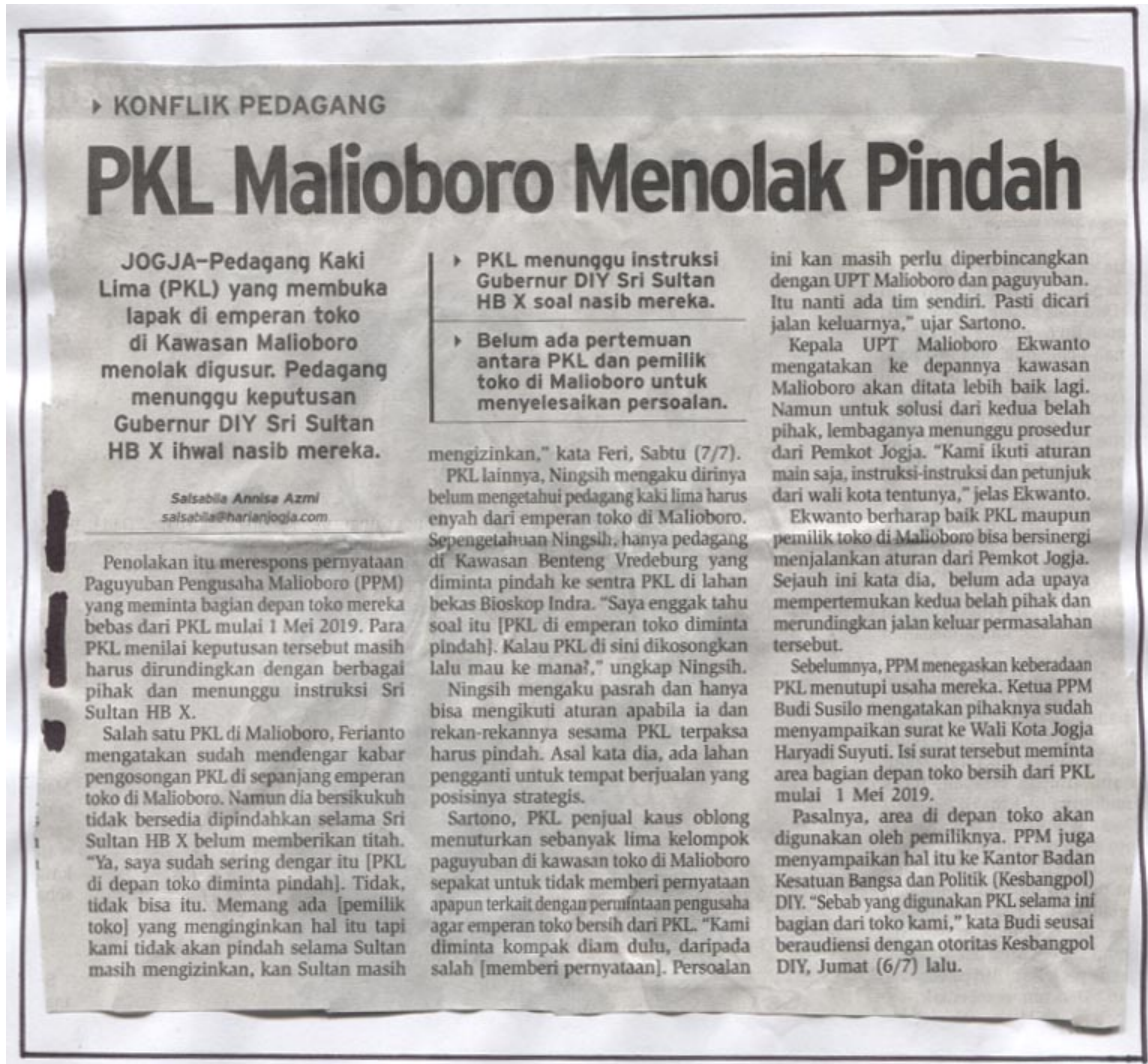 KONFLIK PEDAGANG
PKL Malioboro Menolak Pindah
JOGJA–Pedagang Kaki
Lima (PKL) yang membuka
lapak di emperan toko
di Kawasan Malioboro
menolak digusur. Pedagang
menunggu keputusan
Gubernur DIY Sri Sultan
HB X ihwal nasib mereka.
Salsabila Annisa Azmi
salsabila@harianjogja.com
Penolakan itu merespons pernyataan
Paguyuban Pengusaha Malioboro (PPM)
yang meminta bagian depan toko mereka
bebas dari PKL mulai 1 Mei 2019. Para
PKL menilai keputusan tersebut masih
harus dirundingkan dengan berbagai
pihak dan menunggu instruksi Sri
Sultan HB X.
Salah satu PKL di Malioboro, Ferianto
mengatakan sudah mendengar kabar
pengosongan PKL di sepanjang emperan
toko di Malioboro. Namun dia bersikukuh
tidak bersedia dipindahkan selama Sri
Sultan HB X belum memberikan titah.
"Ya, saya sudah sering dengar itu [PKL
di depan toko diminta pindah]. Tidak,
tidak bisa itu. Memang ada [pemilik
toko] yang menginginkan hal itu tapi
kami tidak akan pindah selama Sultan
masih mengizinkan, kan Sultan masih
PKL menunggu instruksi
Gubernur DIY Sri Sultan
HB X soal nasib mereka.
Belum ada pertemuan
antara PKL dan pemilik
toko di Malioboro untuk
menyelesaikan persoalan.
mengizinkan," kata Feri, Sabtu (7/7).
PKL lainnya, Ningsih mengaku dirinya
belum mengetahui pedagang kaki lima harus
enyah dari emperan toko di Malioboro.
Sepengetahuan Ningsih, hanya pedagang
di Kawasan Benteng Vredeburg yang
diminta pindah ke sentra PKL di lahan
bekas Bioskop Indra. "Saya enggak tahu
soal itu [PKL di emperan toko diminta
pindah]. Kalau PKL di sini dikosongkan
lalu mau ke mana?," ungkap Ningsih.
Ningsih mengaku pasrah dan hanya
bisa mengikuti aturan apabila ia dan
rekan-rekannya sesama PKL terpaksa
harus pindah. Asal kata dia, ada lahan
pengganti untuk tempat berjualan yang
posisinya strategis.
Sartono, PKL penjual kaus oblong
menuturkan sebanyak lima kelompok
paguyuban di kawasan toko di Malioboro
sepakat untuk tidak memberi pernyataan
apapun terkait dengan permintaan pengusaha
agar emperan toko bersih dari PKL. "Kami
diminta kompak diam dulu, daripada
salah [memberi pernyataan]. Persoalan
ini kan masih perlu diperbincangkan
dengan UPT Malioboro dan paguyuban.
Itu nanti ada tim sendiri. Pasti dicari
jalan keluarnya," ujar Sartono.
Kepala UPT Malioboro Ekwanto
mengatakan ke depannya kawasan
Malioboro akan ditata lebih baik lagi.
Namun untuk solusi dari kedua belah
pihak, lembaganya menunggu prosedur
dari Pemkot Jogja. "Kami ikuti aturan
main saja, instruksi-instruksi dan petunjuk
dari wali kota tentunya," jelas Ekwanto.
Ekwanto berharap baik PKL maupun
pemilik toko di Malioboro bisa bersinergi
menjalankan aturan dari Pemkot Jogja.
Sejauh ini kata dia, belum ada upaya
mempertemukan kedua belah pihak dan
merundingkan jalan keluar permasalahan
tersebut.
Sebelumnya, PPM menegaskan keberadaan
PKL menutupi usaha mereka. Ketua PPM
Budi Susilo mengatakan pihaknya sudah
menyampaikan surat ke Wali Kota Jogja
Haryadi Suyuti. Isi surat tersebut meminta
area bagian depan toko bersih dari PKL
mulai 1 Mei 2019.
Pasalnya, area di depan toko akan
digunakan oleh pemiliknya. PPM juga
menyampaikan hal itu ke Kantor Badan
Kesatuan Bangsa dan Politik (Kesbangpol)
DIY. "Sebab yang digunakan PKL selama ini
bagian dari toko kami," kata Budi seusai
beraudiensi dengan otoritas Kesbangpol
DIY, Jumat (6/7) lalu.